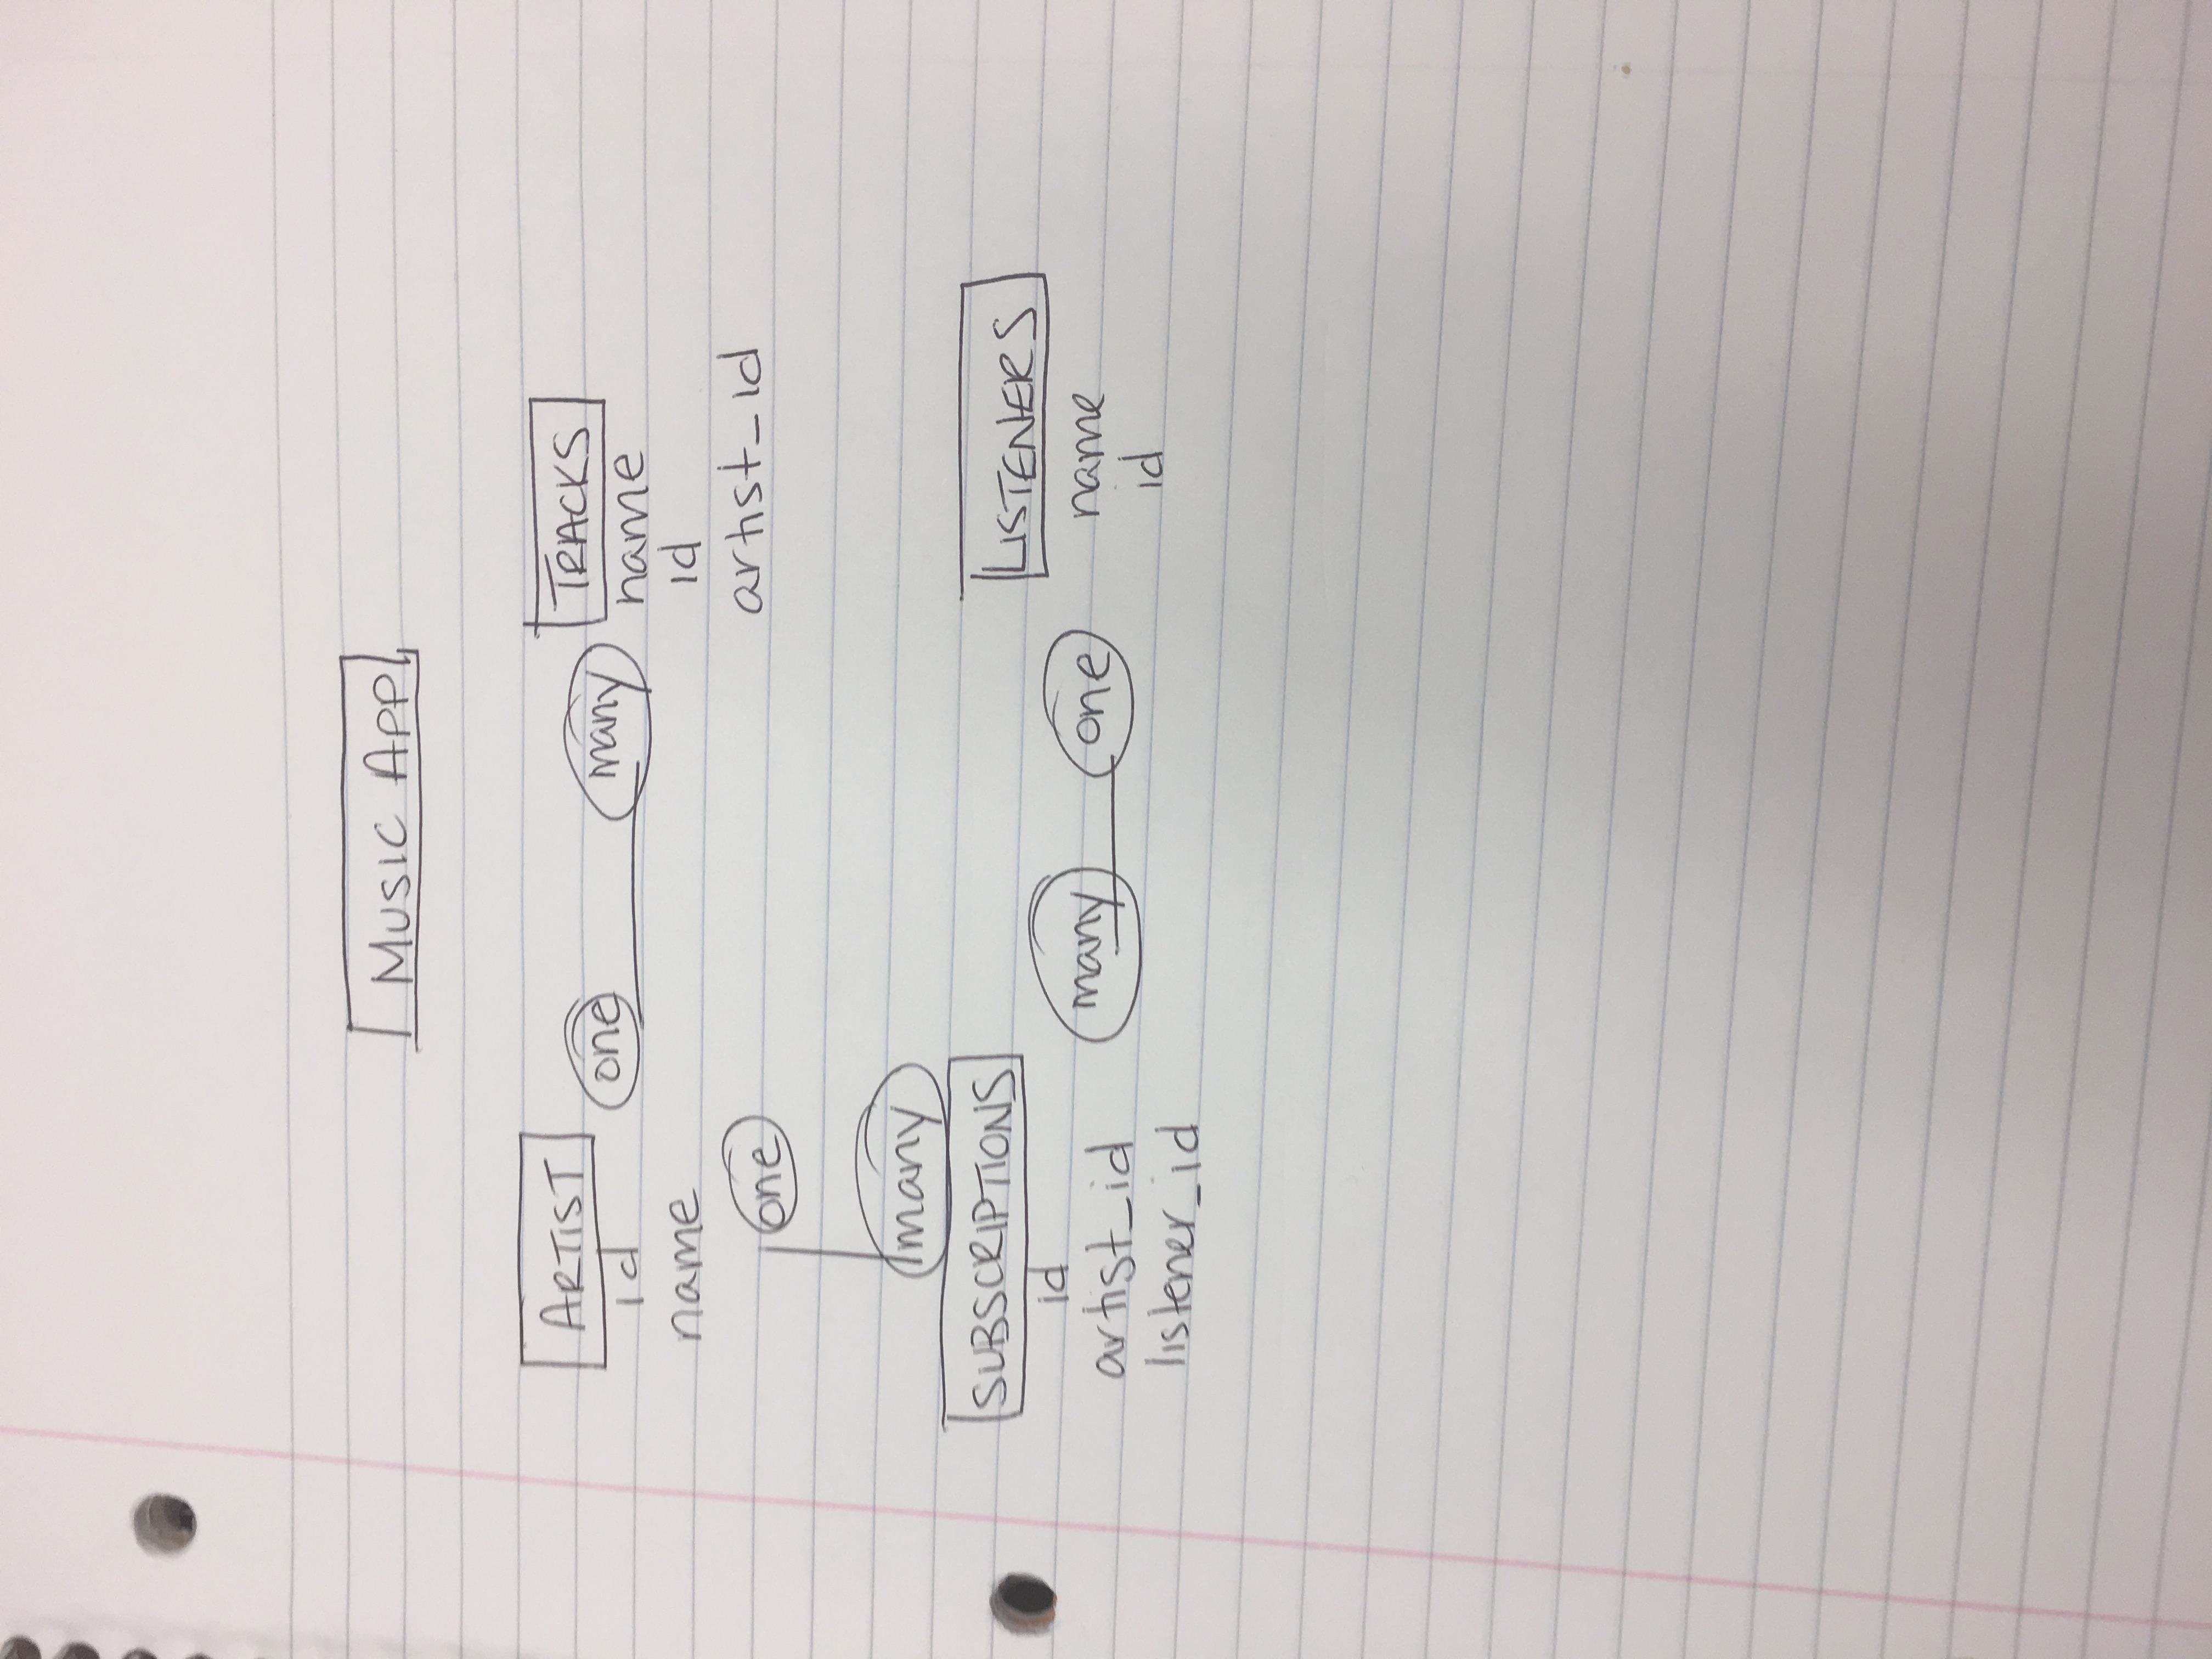 MUSIC APP
ARTIST
id
name
one
many
TRACKS
name
id
artist_id
one
many
SUBSCRIPTIONS
id
artist_id
listener_id
many
one
LISTENERS
name
id